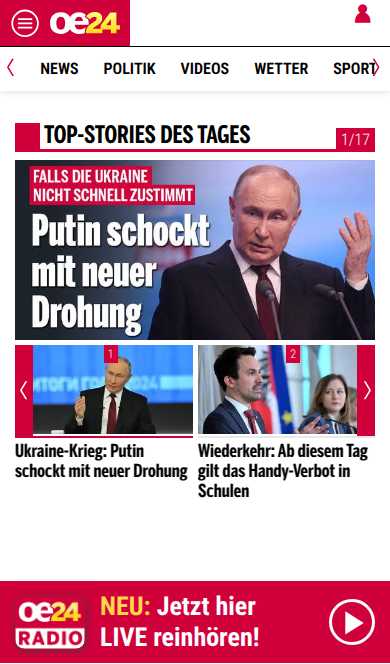 oe24
NEWS POLITIK VIDEOS WETTER SPORT
TOP-STORIES DES TAGES
1/17
FALLS DIE UKRAINE
NICHT SCHNELL ZUSTIMMT
Putin schockt
mit neuer
Drohung
1
ИТОГИ ГОДА 2024
2
Ukraine-Krieg: Putin
schockt mit neuer Drohung
Wiederkehr: Ab diesem Tag
gilt das Handy-Verbot in
Schulen
oe24
RADIO
NEU: Jetzt hier
LIVE reinhören!